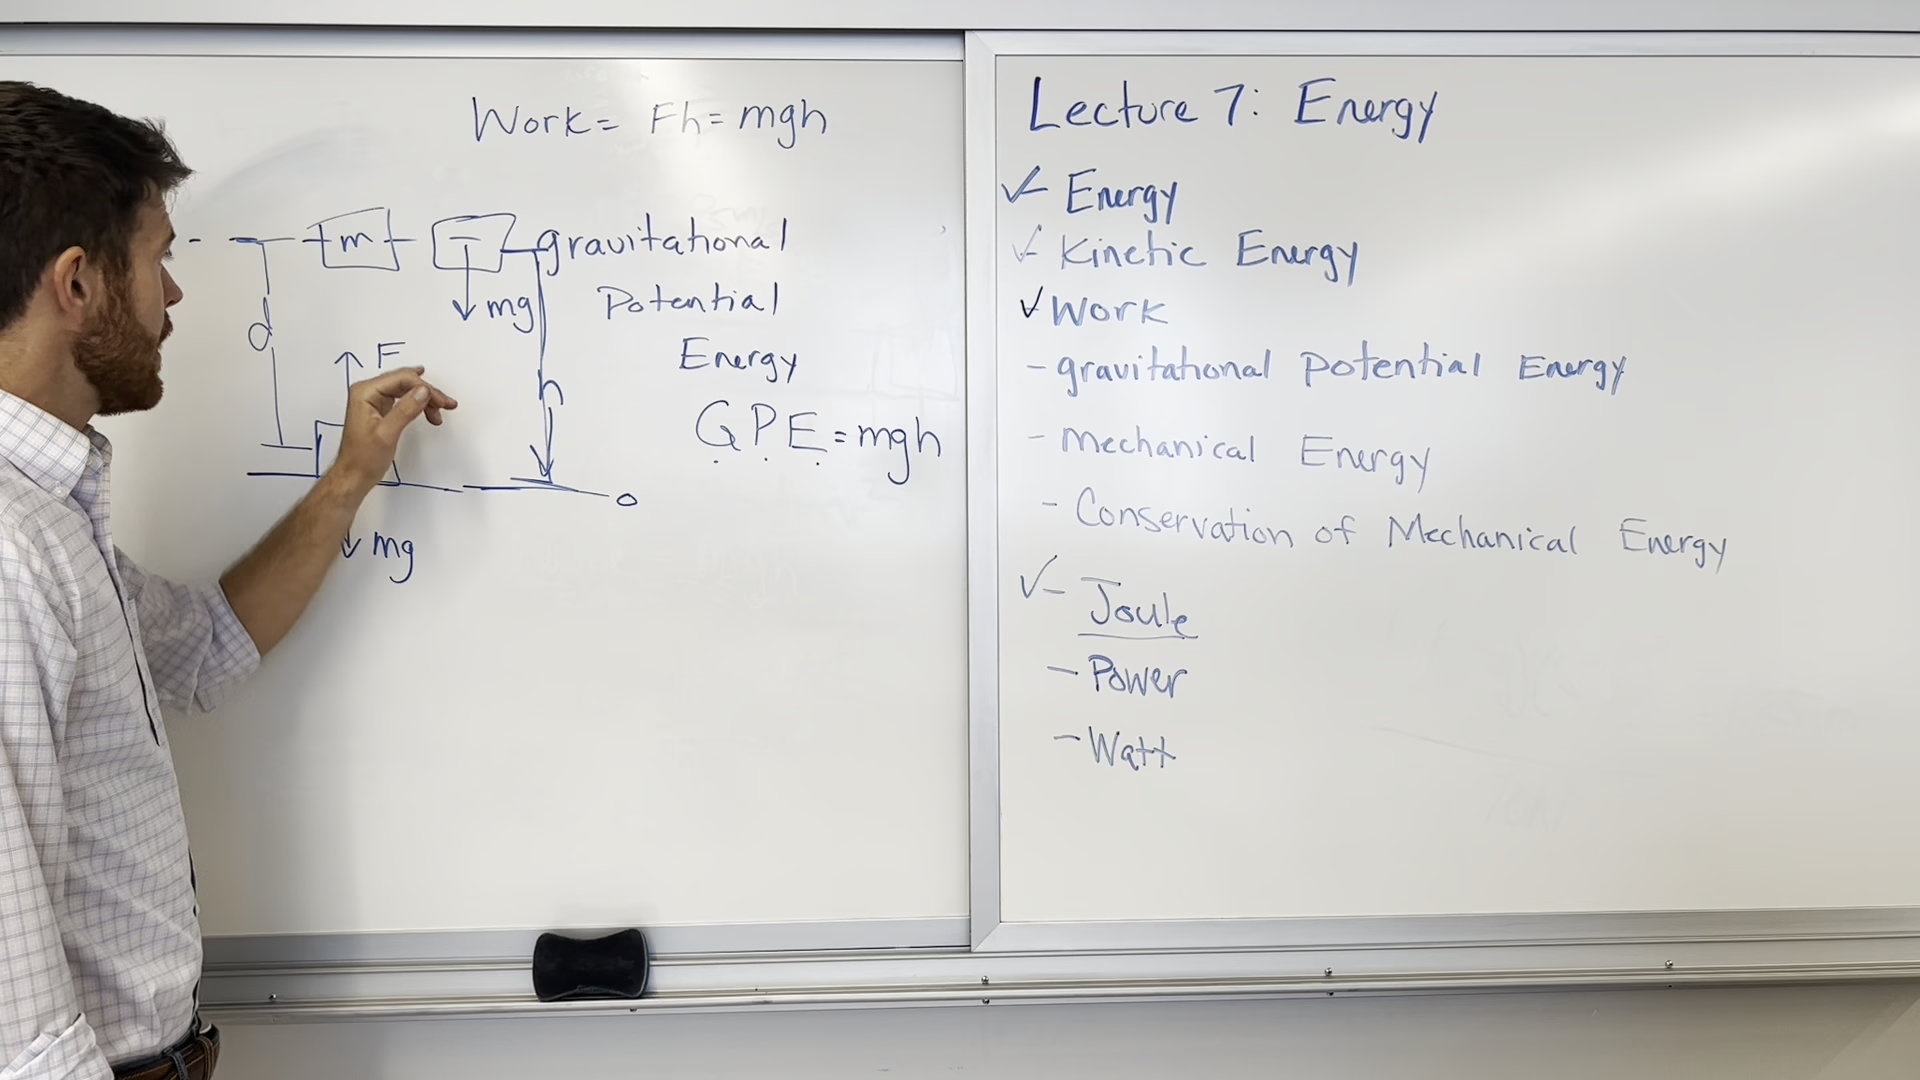 Work = Fh = mgh
m
gravitational
mg
Potential
d
F
Energy
h
GPE = mgh
0
mg
Lecture 7: Energy
✓ Energy
✓ Kinetic Energy
✓ Work
- gravitational Potential Energy
- Mechanical Energy
- Conservation of Mechanical Energy
✓ - Joule
- Power
- Watt